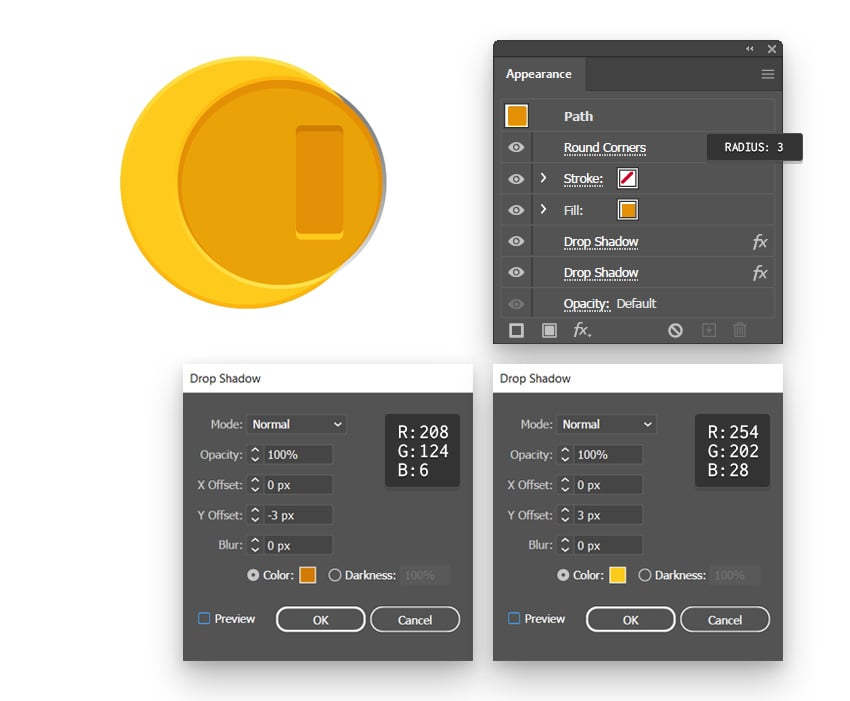 Appearance
Path
Round Corners
RADIUS: 3
Stroke:
Fill:
Drop Shadow
fx
Drop Shadow
fx
Opacity: Default
fx.
Drop Shadow
Mode: Normal
Opacity: 100%
X Offset: 0 px
Y Offset: -3 px
Blur: 0 px
R:208
G:124
B:6
Color: Darkness: 100%
Preview OK Cancel
Drop Shadow
Mode: Normal
Opacity: 100%
X Offset: 0 px
Y Offset: 3 px
Blur: 0 px
R:254
G:202
B:28
Color: Darkness: 100%
Preview OK Cancel